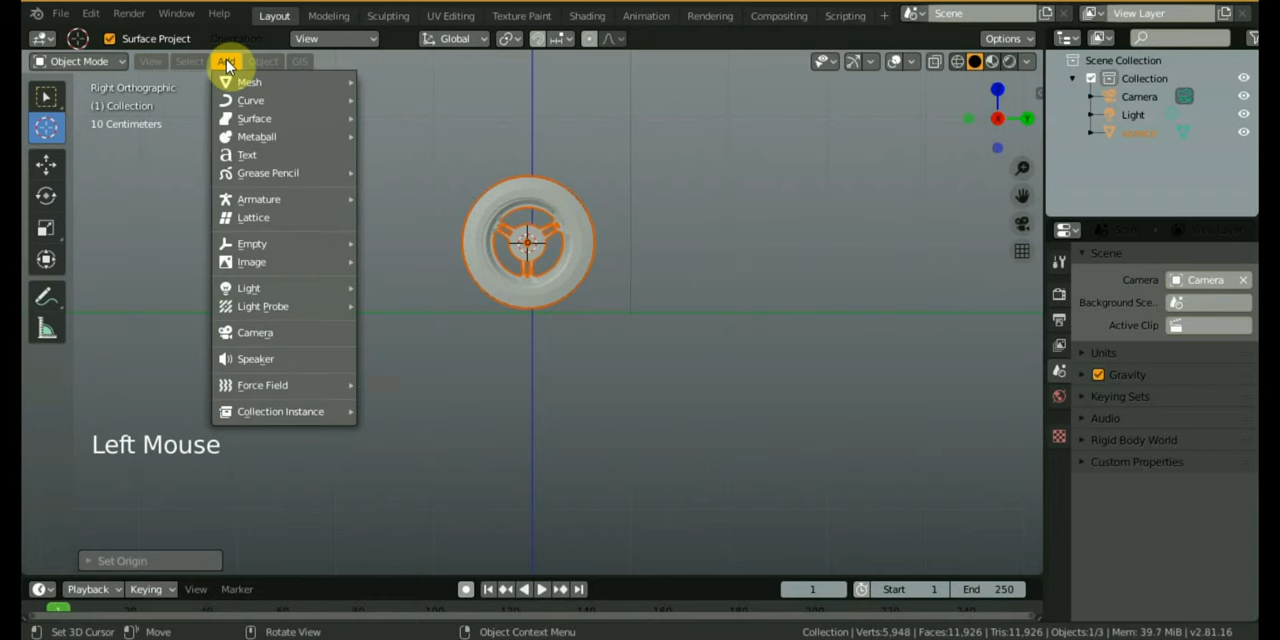 File Edit Render Window Help Layout Modeling Sculpting UV Editing Texture Paint Shading Animation Rendering Compositing Scripting + Scene View Layer
Surface Project Orientation: View Global Options
Object Mode View Select Add Object GIS
Right Orthographic
(1) Collection
10 Centimeters
Mesh
Curve
Surface
Metaball
Text
Grease Pencil
Armature
Lattice
Empty
Image
Light
Light Probe
Camera
Speaker
Force Field
Collection Instance
X
Y
Z
Left Mouse
Set Origin
Scene Collection
Collection
Camera
Light
Scene View Layer
Scene
Camera Camera
Background Sce..
Active Clip
Units
Gravity
Keying Sets
Audio
Rigid Body World
Custom Properties
Playback Keying View Marker 1 Start 1 End 250
1
Set 3D Cursor Move Rotate View Object Context Menu Collection | Verts:5,948 | Faces:11,926 | Tris:11,926 | Objects:1/3 | Mem: 39.7 MiB | v2.81.16